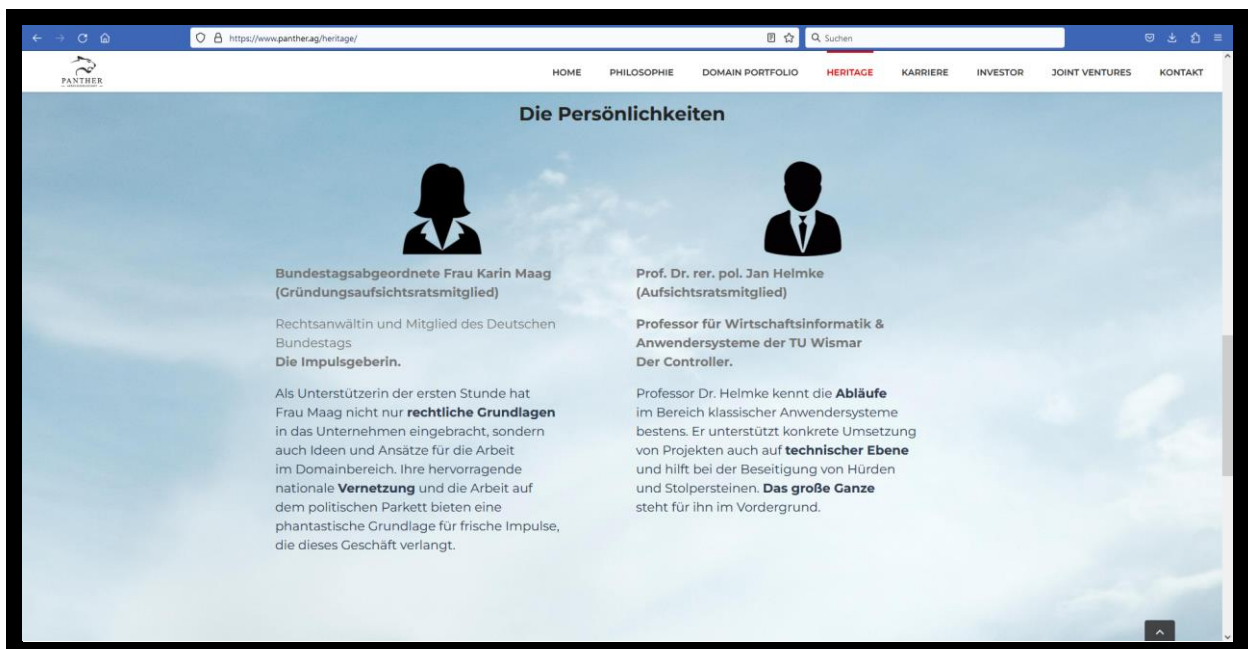 https://www.panther.ag/heritage/
Suchen
PANTHER
HOME PHILOSOPHIE DOMAIN PORTFOLIO HERITAGE KARRIERE INVESTOR JOINT VENTURES KONTAKT
Die Persönlichkeiten
Bundestagsabgeordnete Frau Karin Maag
(Gründungsaufsichtsratsmitglied)
Rechtsanwältin und Mitglied des Deutschen
Bundestags
Die Impulsgeberin.
Als Unterstützerin der ersten Stunde hat
Frau Maag nicht nur rechtliche Grundlagen
in das Unternehmen eingebracht, sondern
auch Ideen und Ansätze für die Arbeit
im Domainbereich. Ihre hervorragende
nationale Vernetzung und die Arbeit auf
dem politischen Parkett bieten eine
phantastische Grundlage für frische Impulse,
die dieses Geschäft verlangt.
Prof. Dr. rer. pol. Jan Helmke
(Aufsichtsratsmitglied)
Professor für Wirtschaftsinformatik &
Anwendersysteme der TU Wismar
Der Controller.
Professor Dr. Helmke kennt die Abläufe
im Bereich klassischer Anwendersysteme
bestens. Er unterstützt konkrete Umsetzung
von Projekten auch auf technischer Ebene
und hilft bei der Beseitigung von Hürden
und Stolpersteinen. Das große Ganze
steht für ihn im Vordergrund.